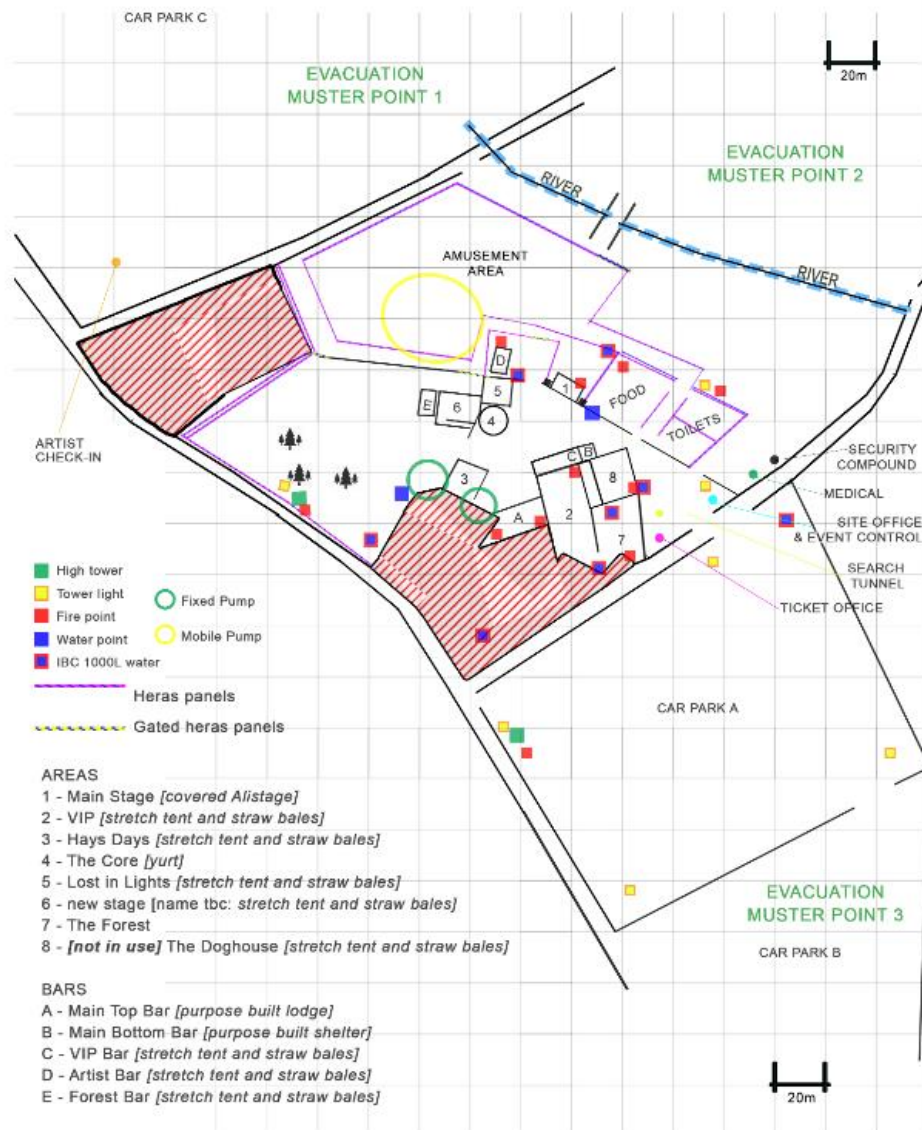 CAR PARK C
EVACUATION
MUSTER POINT 1
20m
EVACUATION
MUSTER POINT 2
RIVER
RIVER
AMUSEMENT
AREA
D
5
1
FOOD
E
6
4
TOILETS
ARTIST
CHECK-IN
C
B
3
8
A
2
7
SECURITY
COMPOUND
MEDICAL
SITE OFFICE
& EVENT CONTROL
SEARCH
TUNNEL
TICKET OFFICE
High tower
Tower light
Fire point
Water point
IBC 1000L water
Fixed Pump
Mobile Pump
Heras panels
Gated heras panels
CAR PARK A
AREAS
1 - Main Stage [covered Alistage]
2 - VIP [stretch tent and straw bales]
3 - Hays Days [stretch tent and straw bales]
4 - The Core [yurt]
5 - Lost in Lights [stretch tent and straw bales]
6 - new stage [name tbc: stretch tent and straw bales]
7 - The Forest
8 - [not in use] The Doghouse [stretch tent and straw bales]
EVACUATION
MUSTER POINT 3
CAR PARK B
BARS
A - Main Top Bar [purpose built lodge]
B - Main Bottom Bar [purpose built shelter]
C - VIP Bar [stretch tent and straw bales]
D - Artist Bar [stretch tent and straw bales]
E - Forest Bar [stretch tent and straw bales]
20m